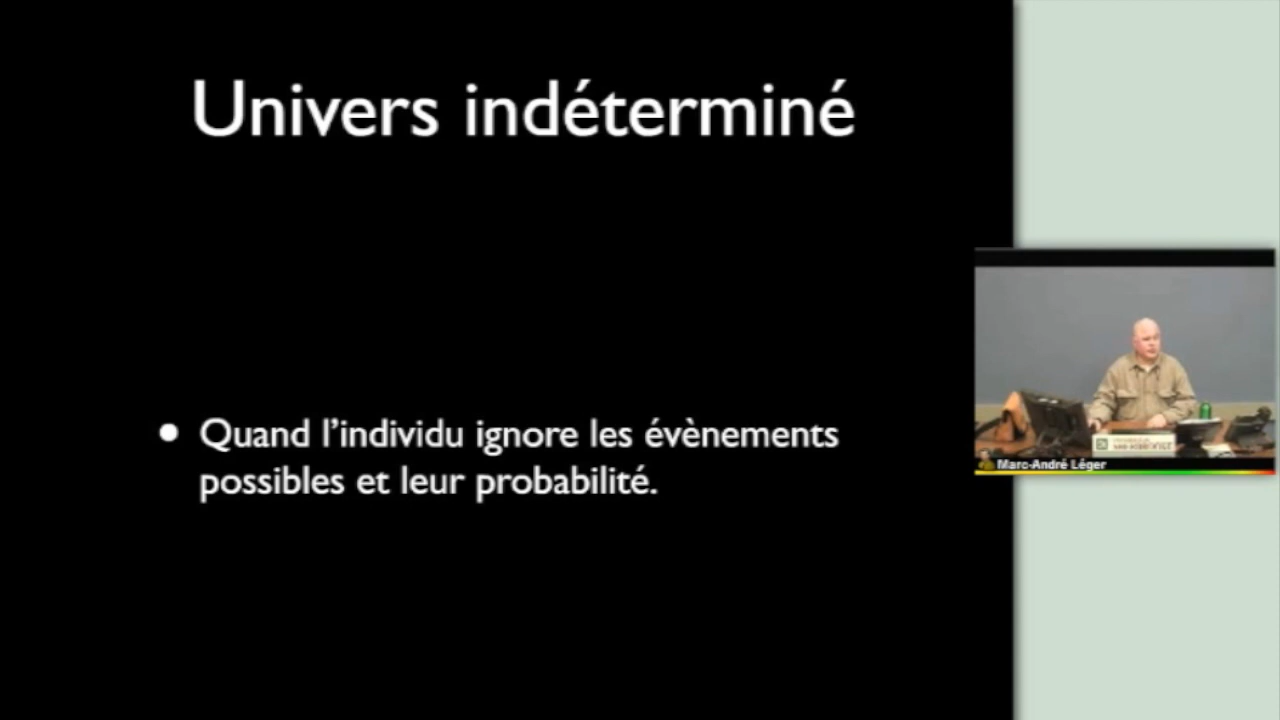 Univers indéterminé
• Quand l’individu ignore les évènements
possibles et leur probabilité.
Marc-André Léger